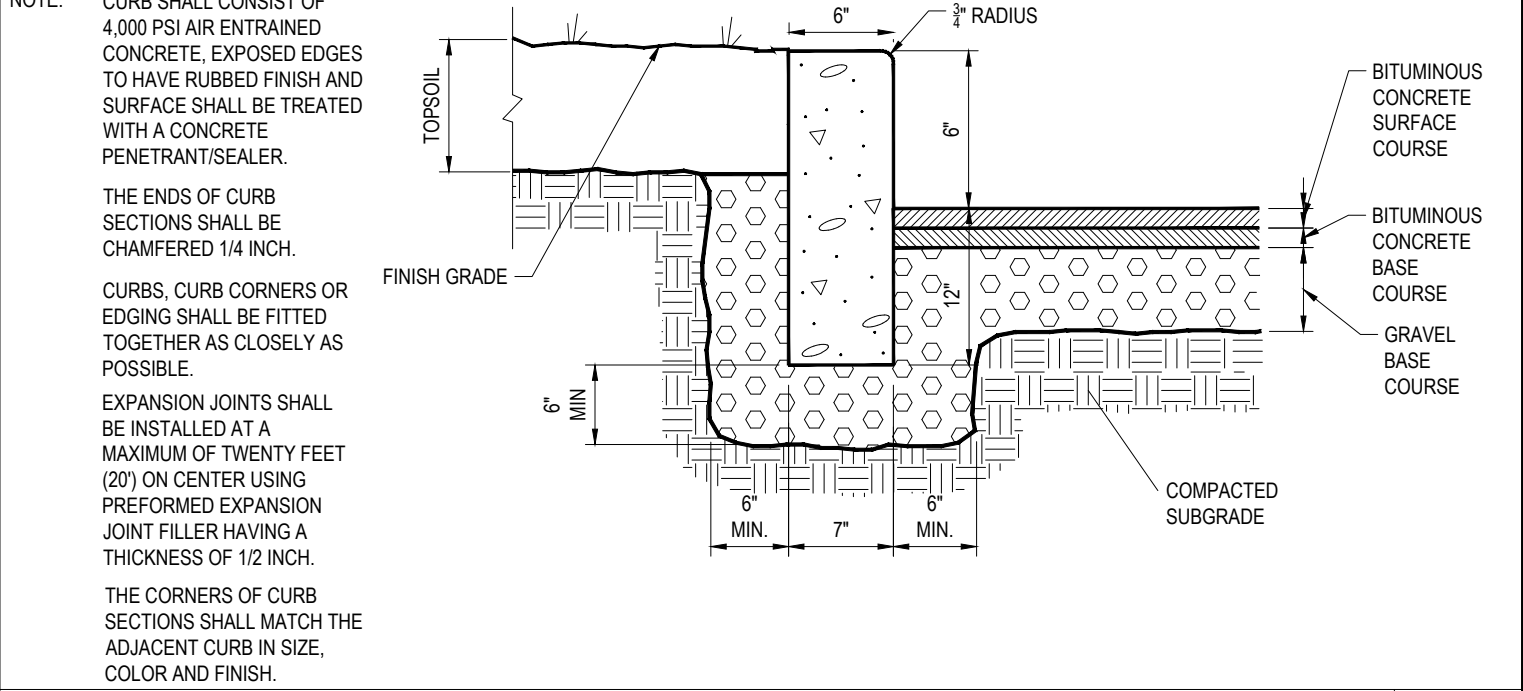 NOTE: CURB SHALL CONSIST OF
4,000 PSI AIR ENTRAINED
CONCRETE, EXPOSED EDGES
TO HAVE RUBBED FINISH AND
SURFACE SHALL BE TREATED
WITH A CONCRETE
PENETRANT/SEALER.
THE ENDS OF CURB
SECTIONS SHALL BE
CHAMFERED 1/4 INCH.
CURBS, CURB CORNERS OR
EDGING SHALL BE FITTED
TOGETHER AS CLOSELY AS
POSSIBLE.
EXPANSION JOINTS SHALL
BE INSTALLED AT A
MAXIMUM OF TWENTY FEET
(20') ON CENTER USING
PREFORMED EXPANSION
JOINT FILLER HAVING A
THICKNESS OF 1/2 INCH.
THE CORNERS OF CURB
SECTIONS SHALL MATCH THE
ADJACENT CURB IN SIZE,
COLOR AND FINISH.
TOPSOIL
FINISH GRADE
6"
3/4" RADIUS
6"
12"
6"
MIN
6"
MIN.
7"
6"
MIN.
BITUMINOUS
CONCRETE
SURFACE
COURSE
BITUMINOUS
CONCRETE
BASE
COURSE
GRAVEL
BASE
COURSE
COMPACTED
SUBGRADE